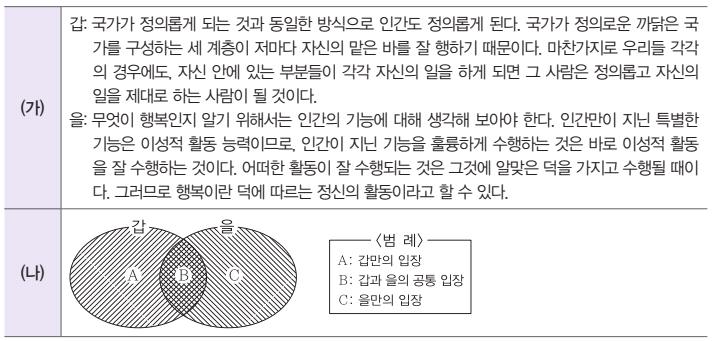 (가)
갑: 국가가 정의롭게 되는 것과 동일한 방식으로 인간도 정의롭게 된다. 국가가 정의로운 까닭은 국
가를 구성하는 세 계층이 저마다 자신의 맡은 바를 잘 행하기 때문이다. 마찬가지로 우리들 각각
의 경우에도, 자신 안에 있는 부분들이 각각 자신의 일을 하게 되면 그 사람은 정의롭고 자신의
일을 제대로 하는 사람이 될 것이다.
을: 무엇이 행복인지 알기 위해서는 인간의 기능에 대해 생각해 보아야 한다. 인간만이 지닌 특별한
기능은 이성적 활동 능력이므로, 인간이 지닌 기능을 훌륭하게 수행하는 것은 바로 이성적 활동
을 잘 수행하는 것이다. 어떠한 활동이 잘 수행되는 것은 그것에 알맞은 덕을 가지고 수행될 때이
다. 그러므로 행복이란 덕에 따르는 정신의 활동이라고 할 수 있다.
(나)
갑 을
A B C
〈범 례〉
A: 갑만의 입장
B: 갑과 을의 공통 입장
C: 을만의 입장